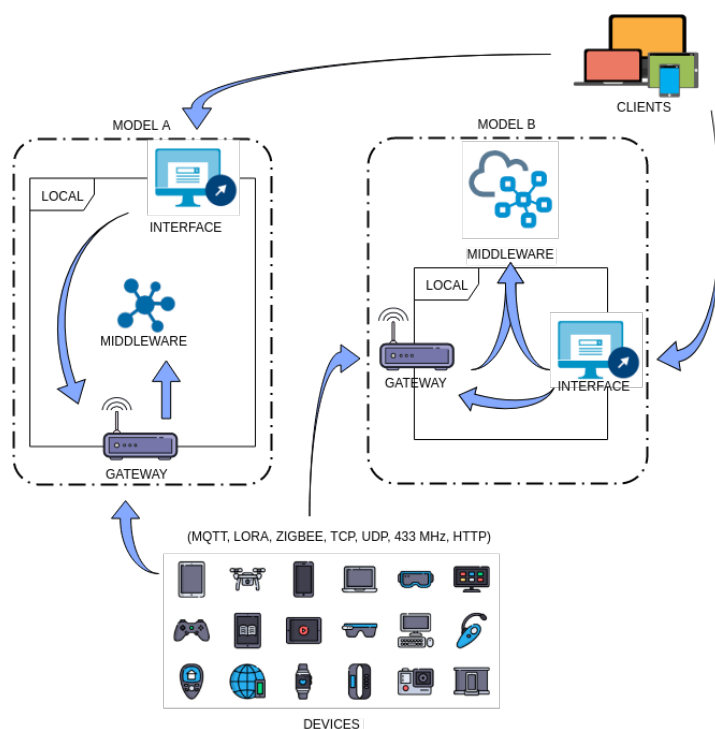 CLIENTS
MODEL A
MODEL B
LOCAL
INTERFACE
MIDDLEWARE
GATEWAY
MIDDLEWARE
LOCAL
GATEWAY
INTERFACE
(MQTT, LORA, ZIGBEE, TCP, UDP, 433 MHz, HTTP)
DEVICES